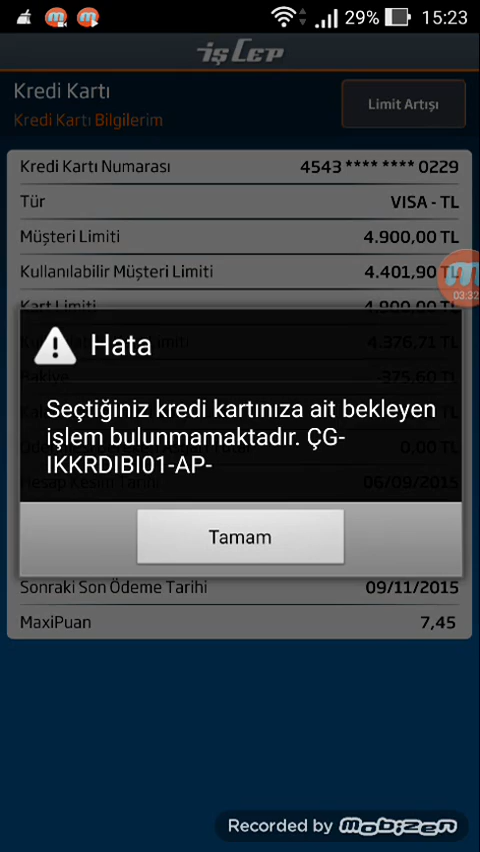 29% 15:23
işCep
Kredi Kartı
Kredi Kartı Bilgilerim
Limit Artışı
Kredi Kartı Numarası 4543 **** **** 0229
Tür VISA - TL
Müşteri Limiti 4.900,00 TL
Kullanılabilir Müşteri Limiti 4.401,90 TL
03:32
Kart Limiti 4.900,00 TL
Limiti 4.376,71 TL
Hata
Bakiye -375,60 TL
Seçtiğiniz kredi kartınıza ait bekleyen
işlem bulunmamaktadır. ÇG-
IKKRDIBI01-AP-
0,00 TL
Hesap Kesim Tarihi 06/09/2015
Tamam
Sonraki Son Ödeme Tarihi 09/11/2015
MaxiPuan 7,45
Recorded by mobizen